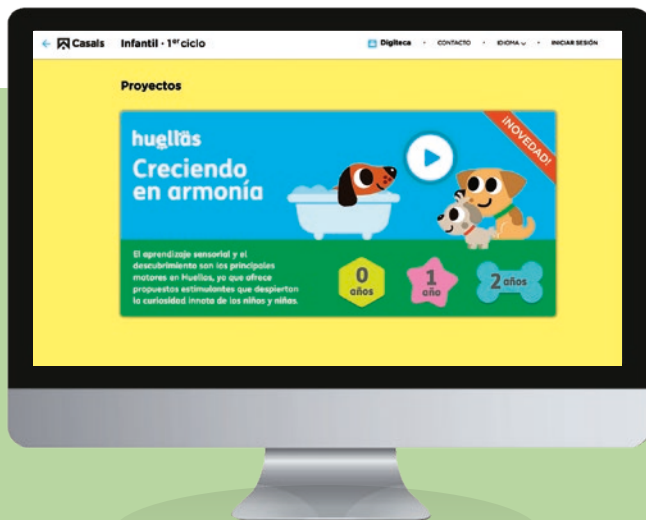 Casals Infantil · 1er ciclo Digiteca · CONTACTO · IDIOMA · INICIAR SESIÓN
Proyectos
¡NOVEDAD!
huellas
Creciendo
en armonía
El aprendizaje sensorial y el
descubrimiento son los principales
motores en Huellas, ya que ofrece
propuestas estimulantes que despiertan
la curiosidad innata de los niños y niñas.
0
años
1
año
2 años